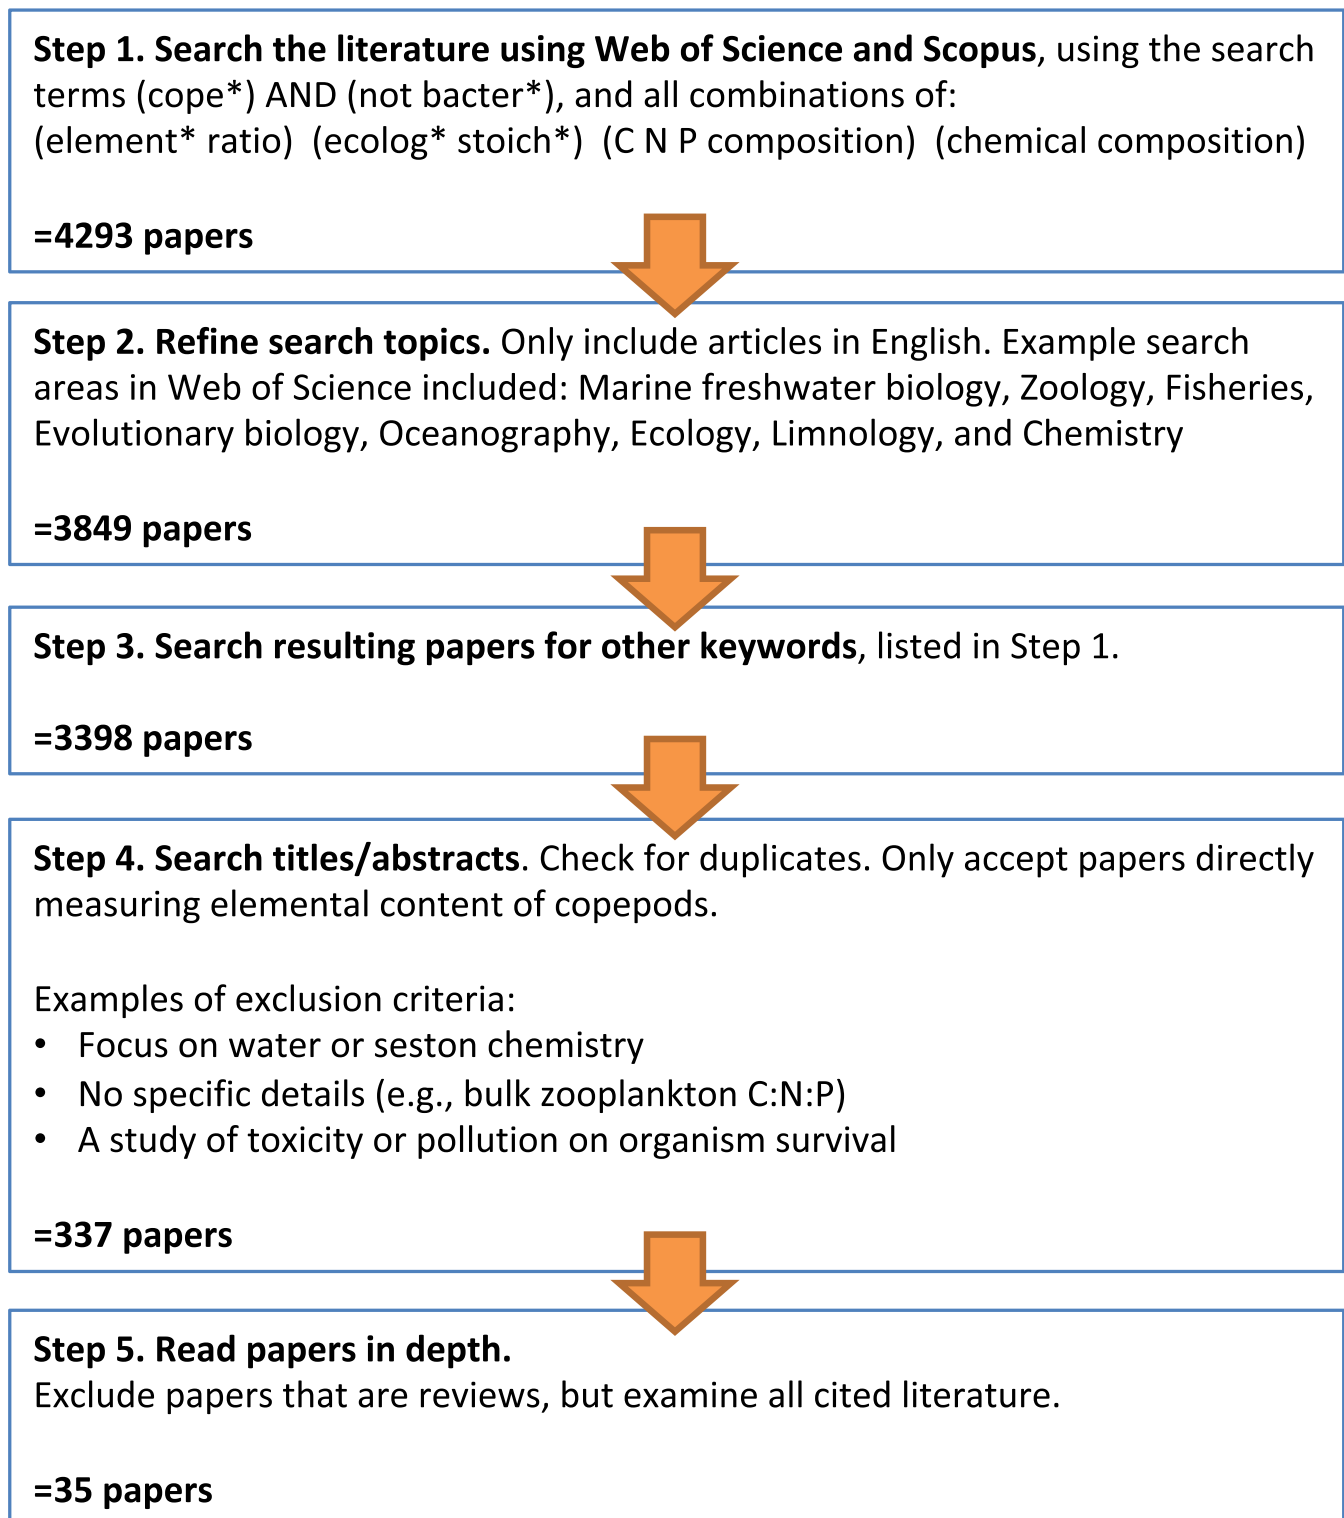 Step 1. Search the literature using Web of Science and Scopus, using the search
terms (cope*) AND (not bacter*), and all combinations of:
(element* ratio) (ecolog* stoich*) (C N P composition) (chemical composition)
=4293 papers
Step 2. Refine search topics. Only include articles in English. Example search
areas in Web of Science included: Marine freshwater biology, Zoology, Fisheries,
Evolutionary biology, Oceanography, Ecology, Limnology, and Chemistry
=3849 papers
Step 3. Search resulting papers for other keywords, listed in Step 1.
=3398 papers
Step 4. Search titles/abstracts. Check for duplicates. Only accept papers directly
measuring elemental content of copepods.
Examples of exclusion criteria:
• Focus on water or seston chemistry
• No specific details (e.g., bulk zooplankton C:N:P)
• A study of toxicity or pollution on organism survival
=337 papers
Step 5. Read papers in depth.
Exclude papers that are reviews, but examine all cited literature.
=35 papers